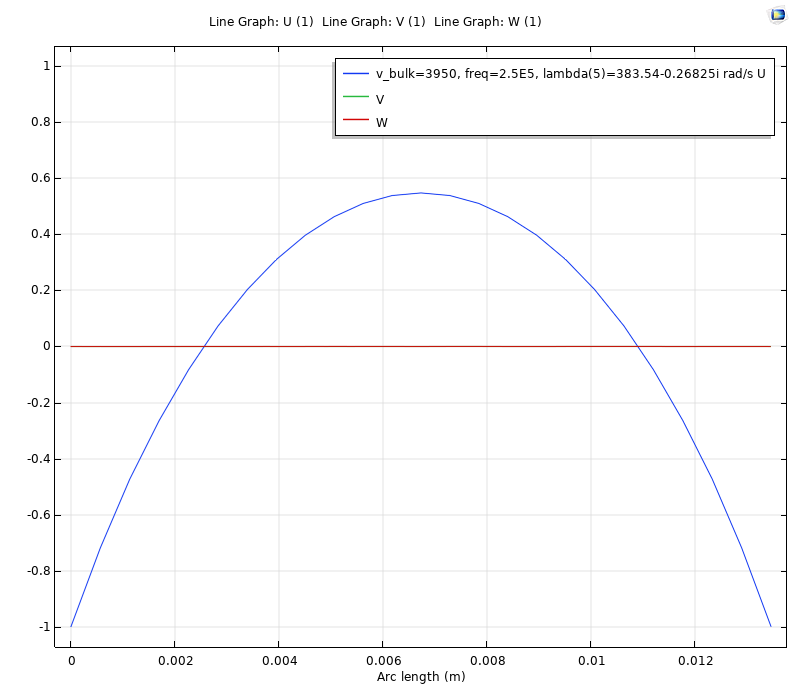 Line Graph: U (1)  Line Graph: V (1)  Line Graph: W (1)
v_bulk=3950, freq=2.5E5, lambda(5)=383.54-0.26825i rad/s U
V
W
1
0.8
0.6
0.4
0.2
0
-0.2
-0.4
-0.6
-0.8
-1
0 0.002 0.004 0.006 0.008 0.01 0.012
Arc length (m)